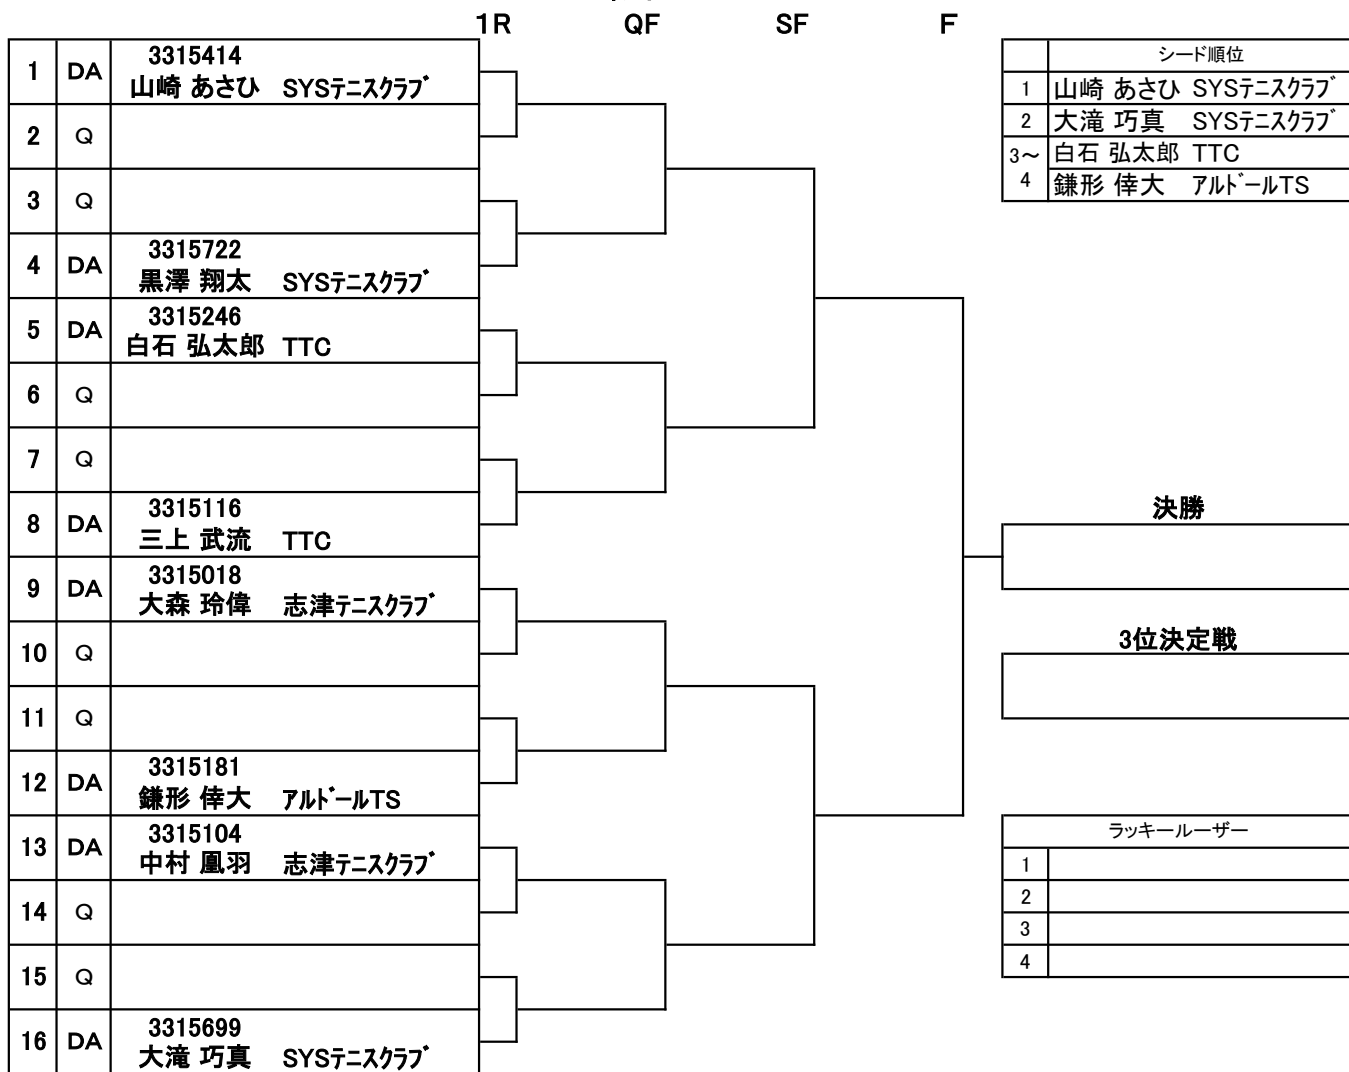 1R QF SF F
1 DA 3315414
山崎 あさひ SYSテニスクラブ
2 Q
3 Q
4 DA 3315722
黒澤 翔太 SYSテニスクラブ
5 DA 3315246
白石 弘太郎 TTC
6 Q
7 Q
8 DA 3315116
三上 武流 TTC
9 DA 3315018
大森 玲偉 志津テニスクラブ
10 Q
11 Q
12 DA 3315181
鎌形 倖大 アルドールTS
13 DA 3315104
中村 凰羽 志津テニスクラブ
14 Q
15 Q
16 DA 3315699
大滝 巧真 SYSテニスクラブ
シード順位
1 山崎 あさひ SYSテニスクラブ
2 大滝 巧真 SYSテニスクラブ
3～ 白石 弘太郎 TTC
4 鎌形 倖大 アルドールTS
決勝
3位決定戦
ラッキールーザー
1
2
3
4